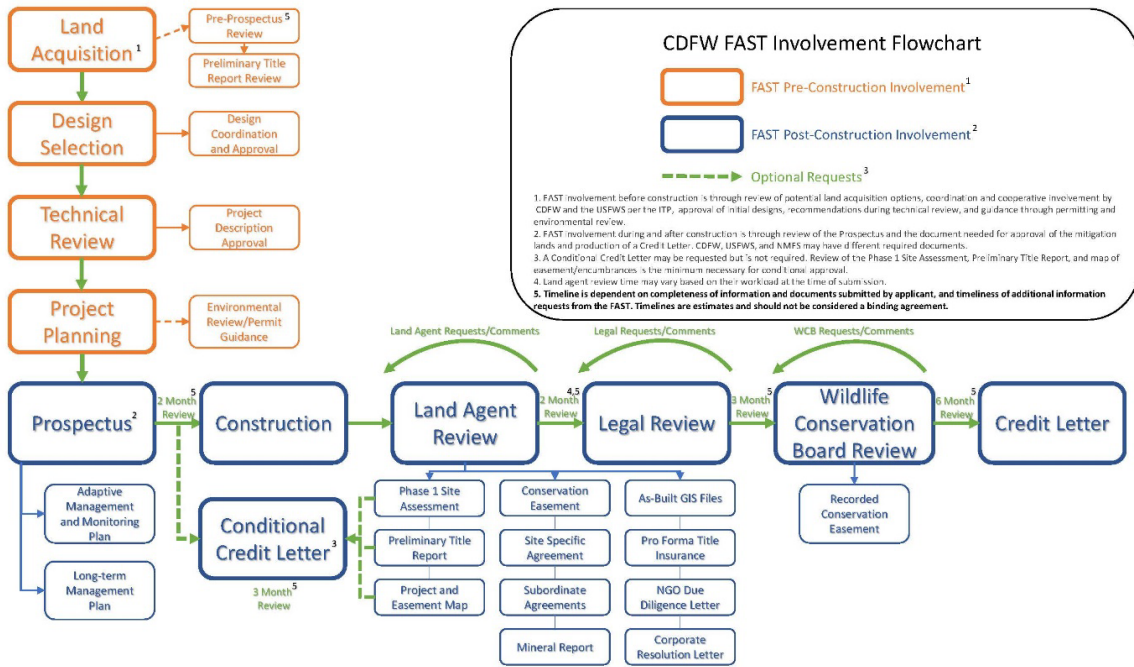 Land
Acquisition 1
Pre-Prospectus 5
Review
Preliminary Title
Report Review
Design
Selection
Design
Coordination
and Approval
Technical
Review
Project
Description
Approval
Project
Planning
Environmental
Review/Permit
Guidance
CDFW FAST Involvement Flowchart
FAST Pre-Construction Involvement 1
FAST Post-Construction Involvement 2
Optional Requests 3
1. FAST Involvement before construction is through review of potential land acquisition options, coordination and cooperative involvement by
CDFW and the USFWS per the ITP, approval of initial designs, recommendations during technical review, and guidance through permitting and
environmental review.
2. FAST Involvement during and after construction is through review of the Prospectus and the document needed for approval of the mitigation
lands and production of a Credit Letter. CDFW, USFWS, and NMFS may have different required documents.
3. A Conditional Credit Letter may be requested but is not required. Review of the Phase 1 Site Assessment, Preliminary Title Report, and map of
easement/encumbrances is the minimum necessary for conditional approval.
4. Land agent review time may vary based on their workload at the time of submission.
5. Timeline is dependent on completeness of information and documents submitted by applicant, and timeliness of additional information
requests from the FAST. Timelines are estimates and should not be considered a binding agreement.
Land Agent Requests/Comments
Legal Requests/Comments
WCB Requests/Comments
Prospectus 2
2 Month 5
Review
Construction
Land Agent
Review
2 Month 4,5
Review
Legal Review
3 Month 5
Review
Wildlife
Conservation
Board Review
6 Month 5
Review
Credit Letter
Adaptive
Management
and Monitoring
Plan
Long-term
Management
Plan
Conditional
Credit Letter 3
3 Month 5
Review
Phase 1 Site
Assessment
Preliminary Title
Report
Project and
Easement Map
Conservation
Easement
Site Specific
Agreement
Subordinate
Agreements
Mineral Report
As-Built GIS Files
Pro Forma Title
Insurance
NGO Due
Diligence Letter
Corporate
Resolution Letter
Recorded
Conservation
Easement